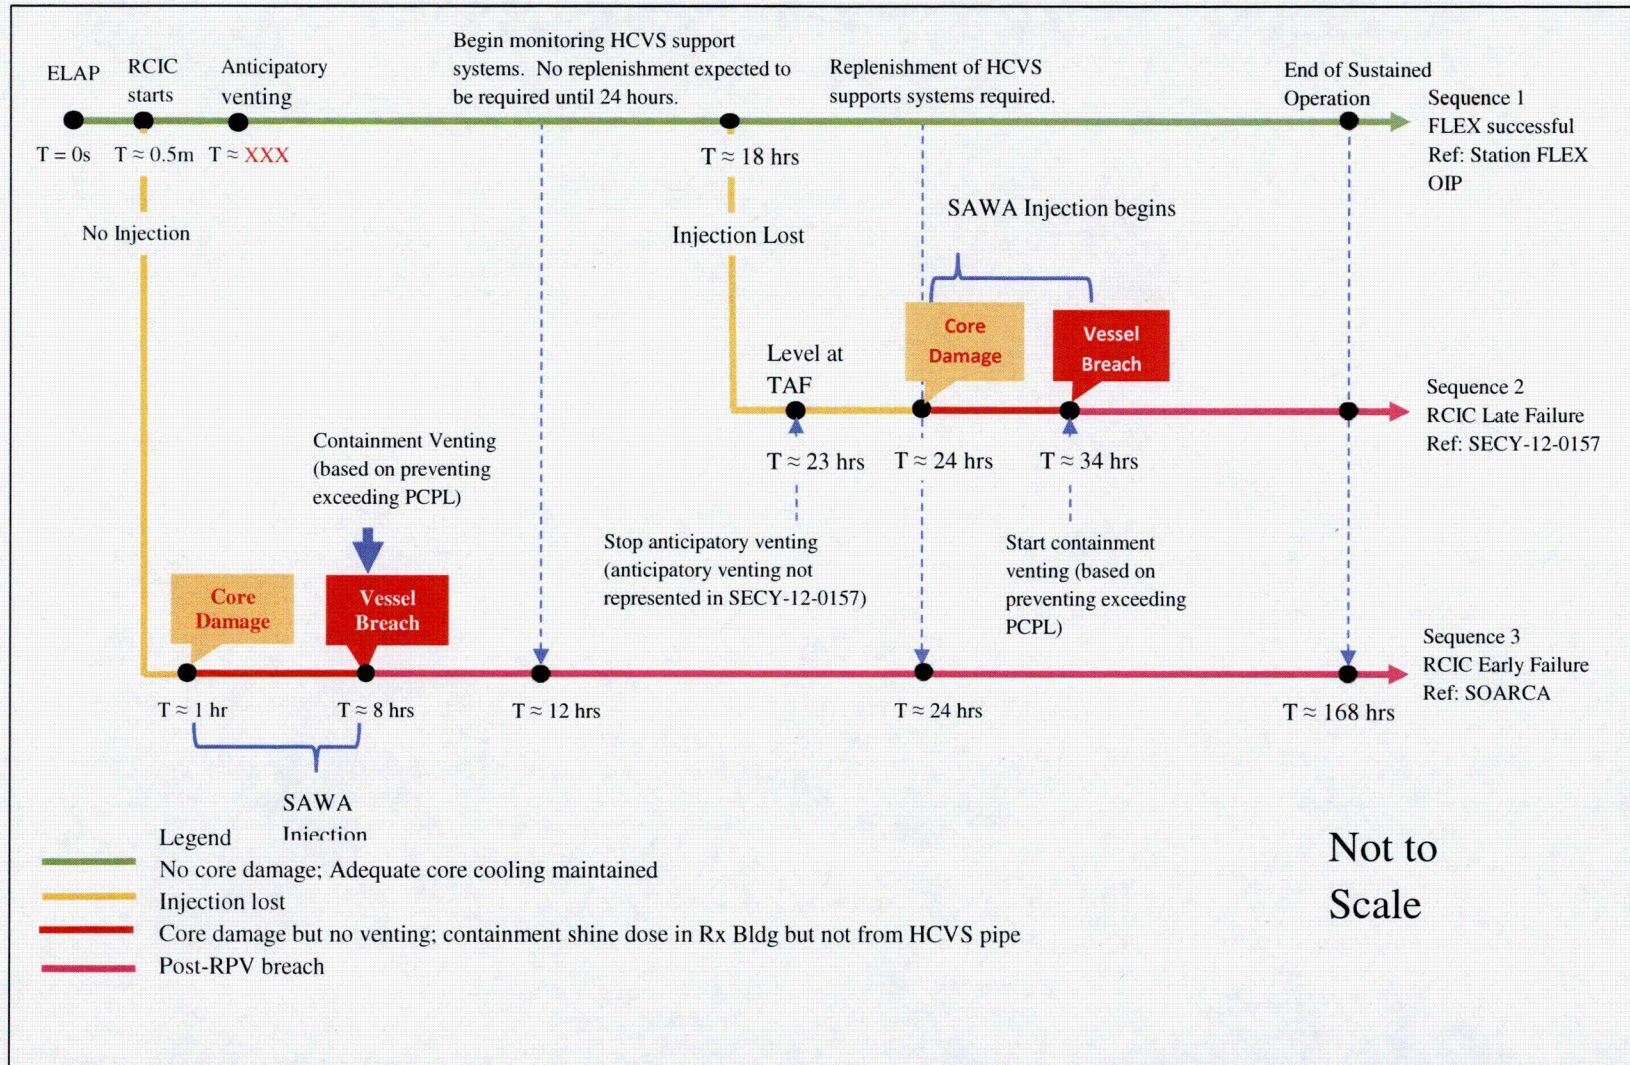 ELAP
RCIC
starts
Anticipatory
venting
Begin monitoring HCVS support
systems. No replenishment expected to
be required until 24 hours.
Replenishment of HCVS
supports systems required.
End of Sustained
Operation
Sequence 1
FLEX successful
Ref: Station FLEX
OIP
T = 0s
T ≈ 0.5m
T ≈ XXX
T ≈ 18 hrs
No Injection
Injection Lost
SAWA Injection begins
Core
Damage
Vessel
Breach
Level at
TAF
T ≈ 23 hrs
T ≈ 24 hrs
T ≈ 34 hrs
Sequence 2
RCIC Late Failure
Ref: SECY-12-0157
Containment Venting
(based on preventing
exceeding PCPL)
Stop anticipatory venting
(anticipatory venting not
represented in SECY-12-0157)
Start containment
venting (based on
preventing exceeding
PCPL)
Core
Damage
Vessel
Breach
Sequence 3
RCIC Early Failure
Ref: SOARCA
T ≈ 1 hr
T ≈ 8 hrs
T ≈ 12 hrs
T ≈ 24 hrs
T ≈ 168 hrs
SAWA
Injection
Legend
No core damage; Adequate core cooling maintained
Injection lost
Core damage but no venting; containment shine dose in Rx Bldg but not from HCVS pipe
Post-RPV breach
Not to
Scale